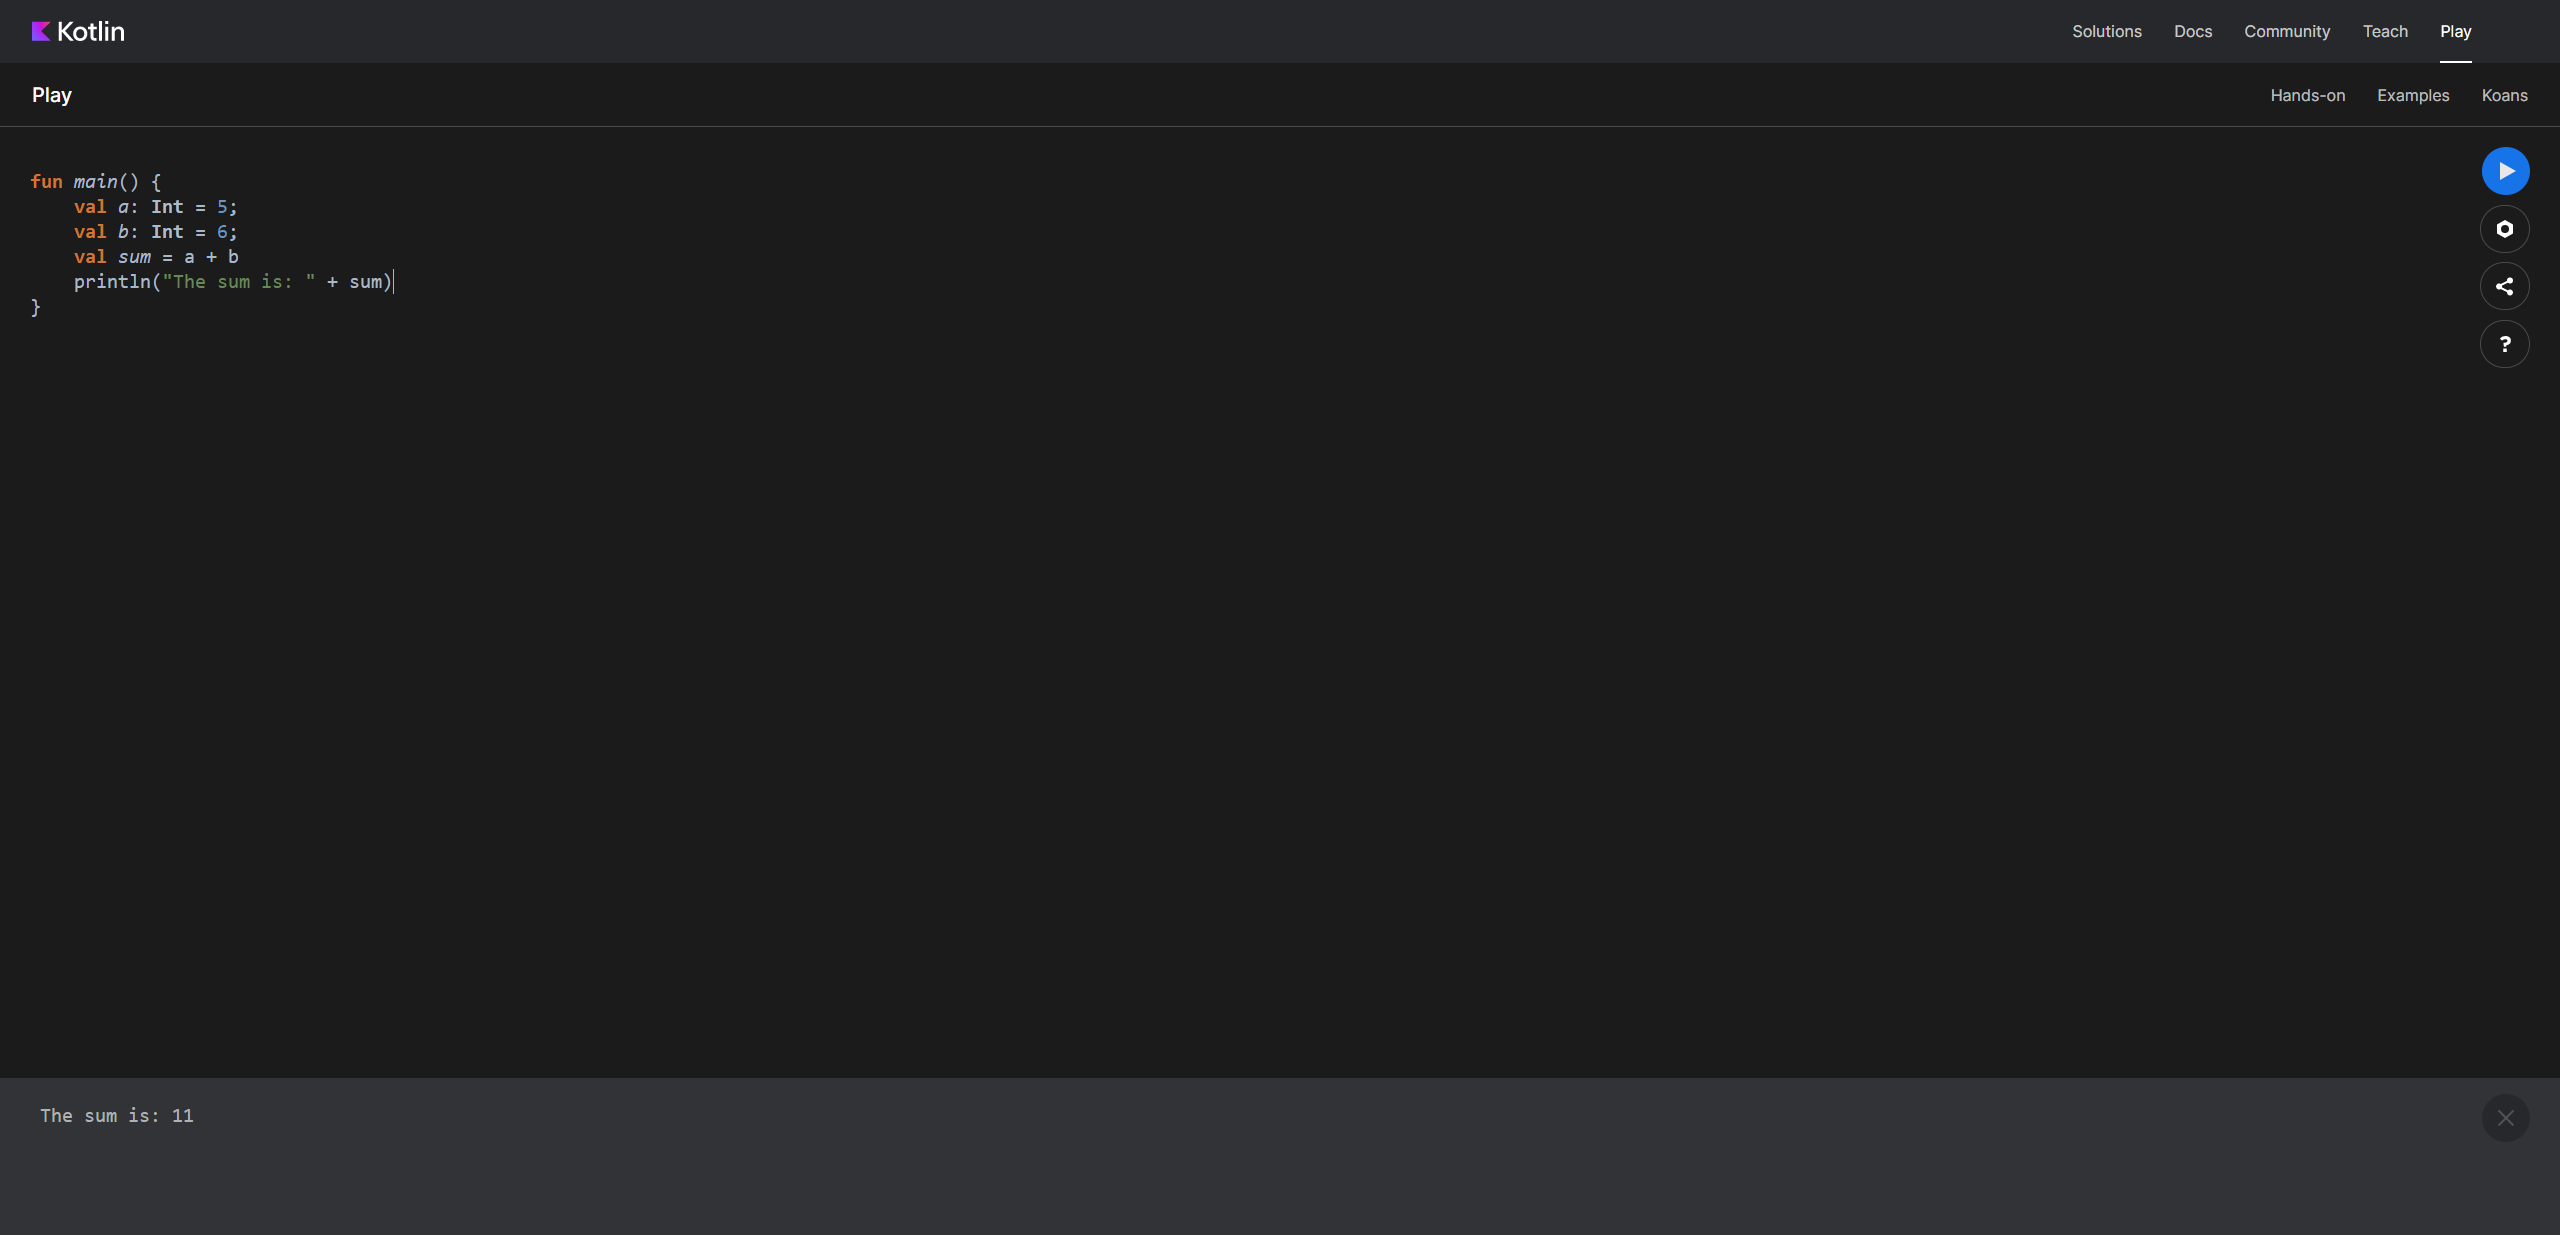 Kotlin
Solutions Docs Community Teach Play
Play
Hands-on Examples Koans
fun main() {
    val a: Int = 5;
    val b: Int = 6;
    val sum = a + b
    println("The sum is: " + sum)
}
?
The sum is: 11